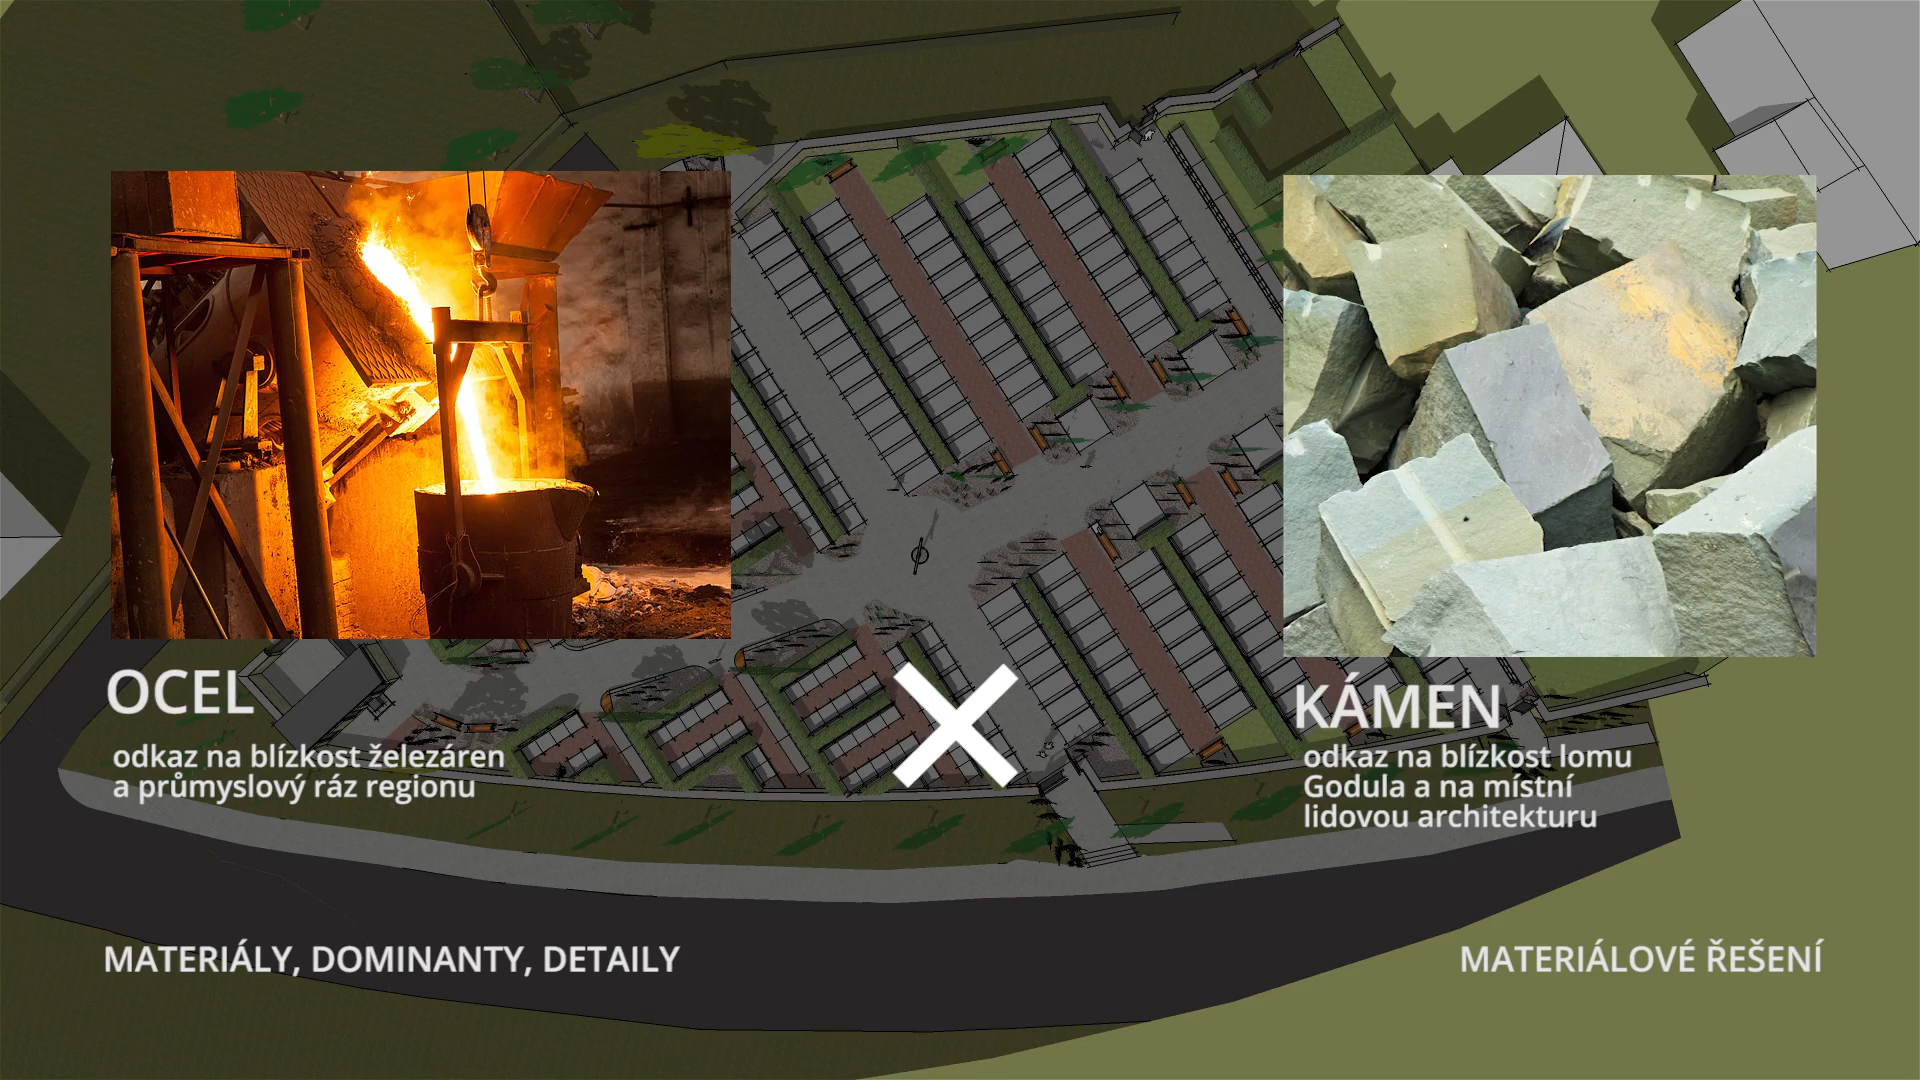 OCEL
odkaz na blízkost železáren
a průmyslový ráz regionu
KÁMEN
odkaz na blízkost lomu
Godula a na místní
lidovou architekturu
MATERIÁLY, DOMINANTY, DETAILY
MATERIÁLOVÉ ŘEŠENÍ